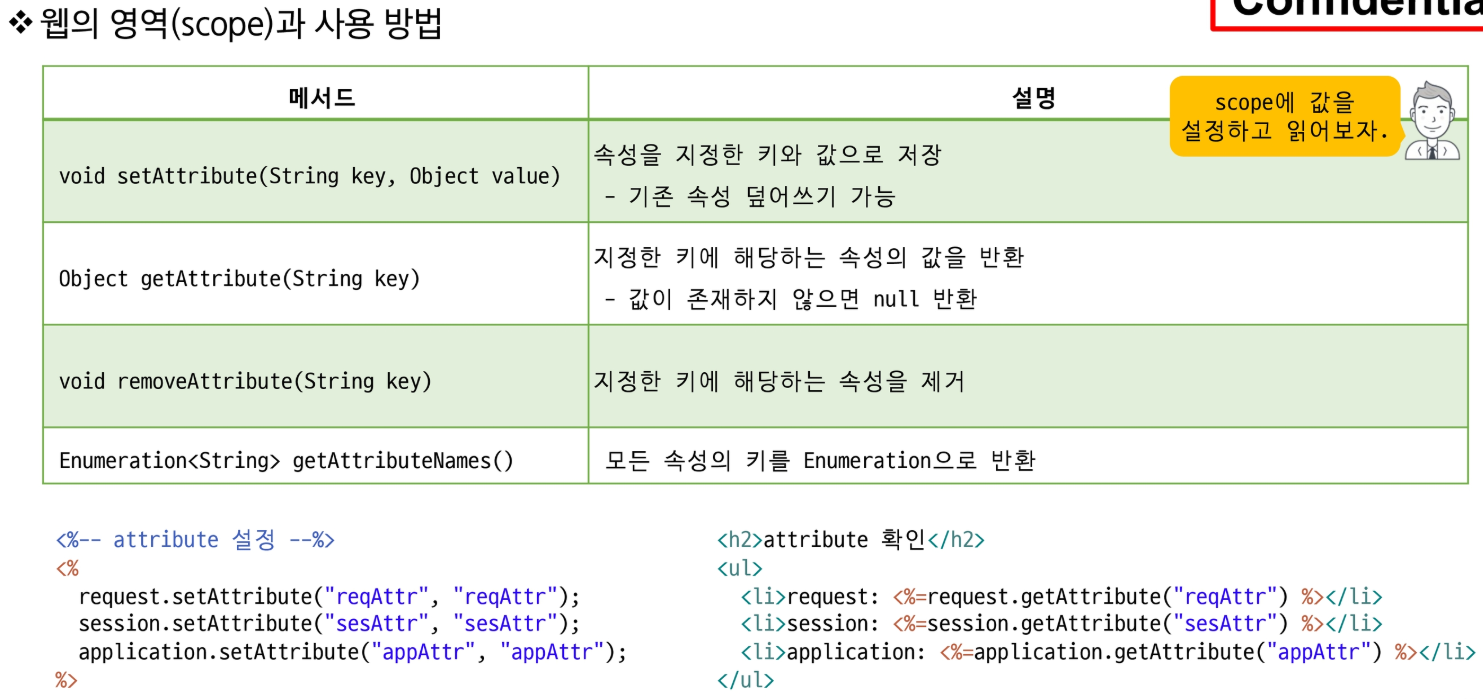 ❖ 웹의 영역(scope)과 사용 방법
Confidentia
메서드
설명
scope에 값을
설정하고 읽어보자.
void setAttribute(String key, Object value)
속성을 지정한 키와 값으로 저장
- 기존 속성 덮어쓰기 가능
Object getAttribute(String key)
지정한 키에 해당하는 속성의 값을 반환
- 값이 존재하지 않으면 null 반환
void removeAttribute(String key)
지정한 키에 해당하는 속성을 제거
Enumeration<String> getAttributeNames()
모든 속성의 키를 Enumeration으로 반환
<%-- attribute 설정 --%>
<%
request.setAttribute("reqAttr", "reqAttr");
session.setAttribute("sesAttr", "sesAttr");
application.setAttribute("appAttr", "appAttr");
%>
<h2>attribute 확인</h2>
<ul>
<li>request: <%=request.getAttribute("reqAttr") %></li>
<li>session: <%=session.getAttribute("sesAttr") %></li>
<li>application: <%=application.getAttribute("appAttr") %></li>
</ul>